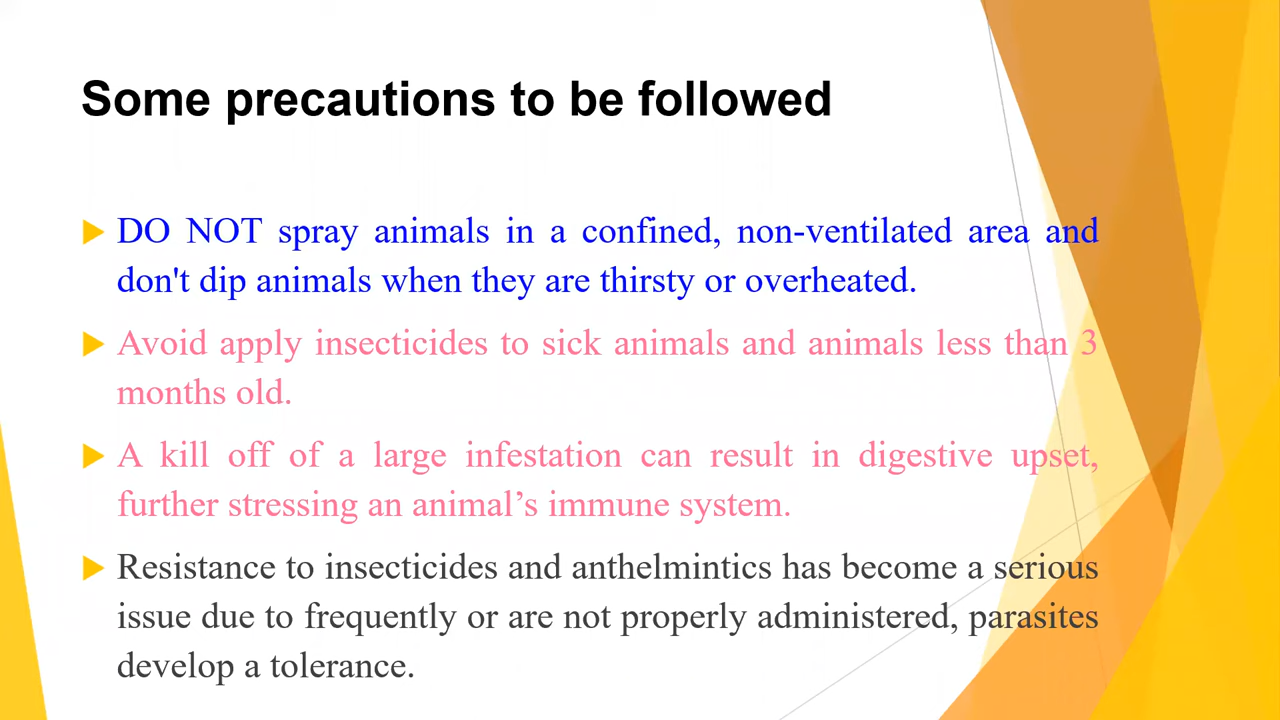 Some precautions to be followed
DO NOT spray animals in a confined, non-ventilated area and
don't dip animals when they are thirsty or overheated.
Avoid apply insecticides to sick animals and animals less than 3
months old.
A kill off of a large infestation can result in digestive upset,
further stressing an animal’s immune system.
Resistance to insecticides and anthelmintics has become a serious
issue due to frequently or are not properly administered, parasites
develop a tolerance.